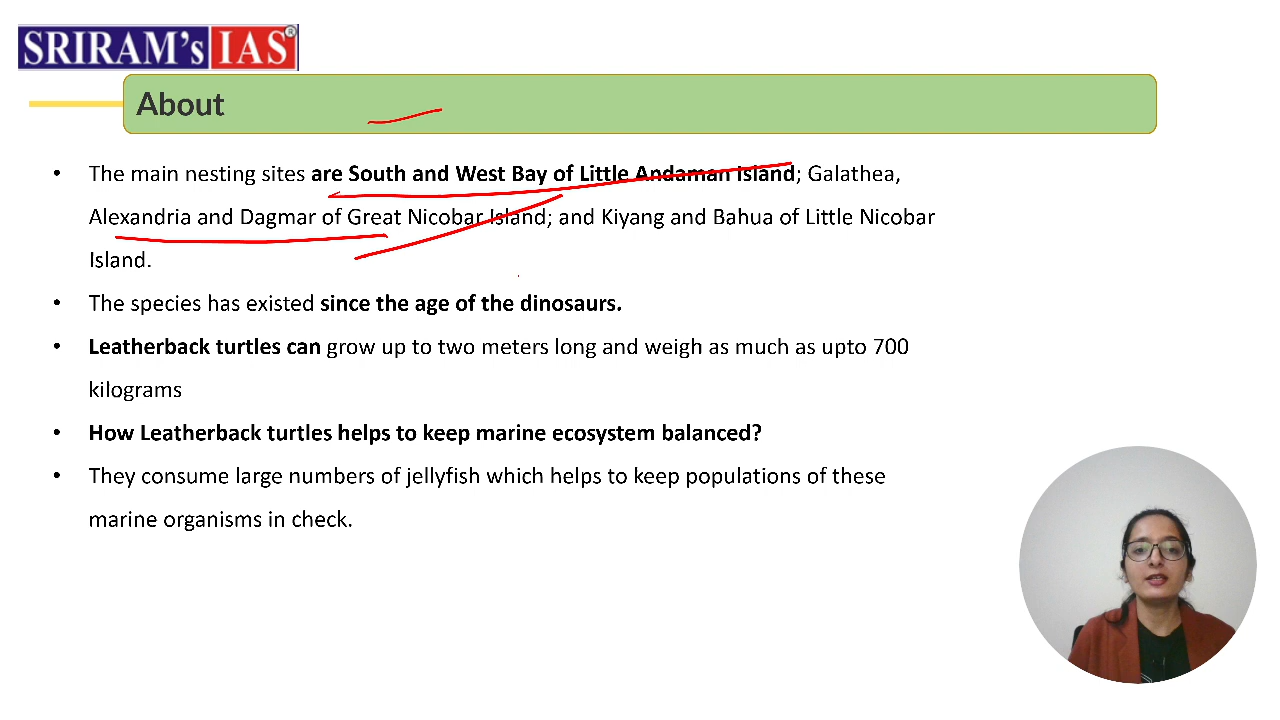 SRIRAM's IAS®
About
• The main nesting sites are South and West Bay of Little Andaman Island; Galathea,
Alexandria and Dagmar of Great Nicobar Island; and Kiyang and Bahua of Little Nicobar
Island.
• The species has existed since the age of the dinosaurs.
• Leatherback turtles can grow up to two meters long and weigh as much as upto 700
kilograms
• How Leatherback turtles helps to keep marine ecosystem balanced?
• They consume large numbers of jellyfish which helps to keep populations of these
marine organisms in check.